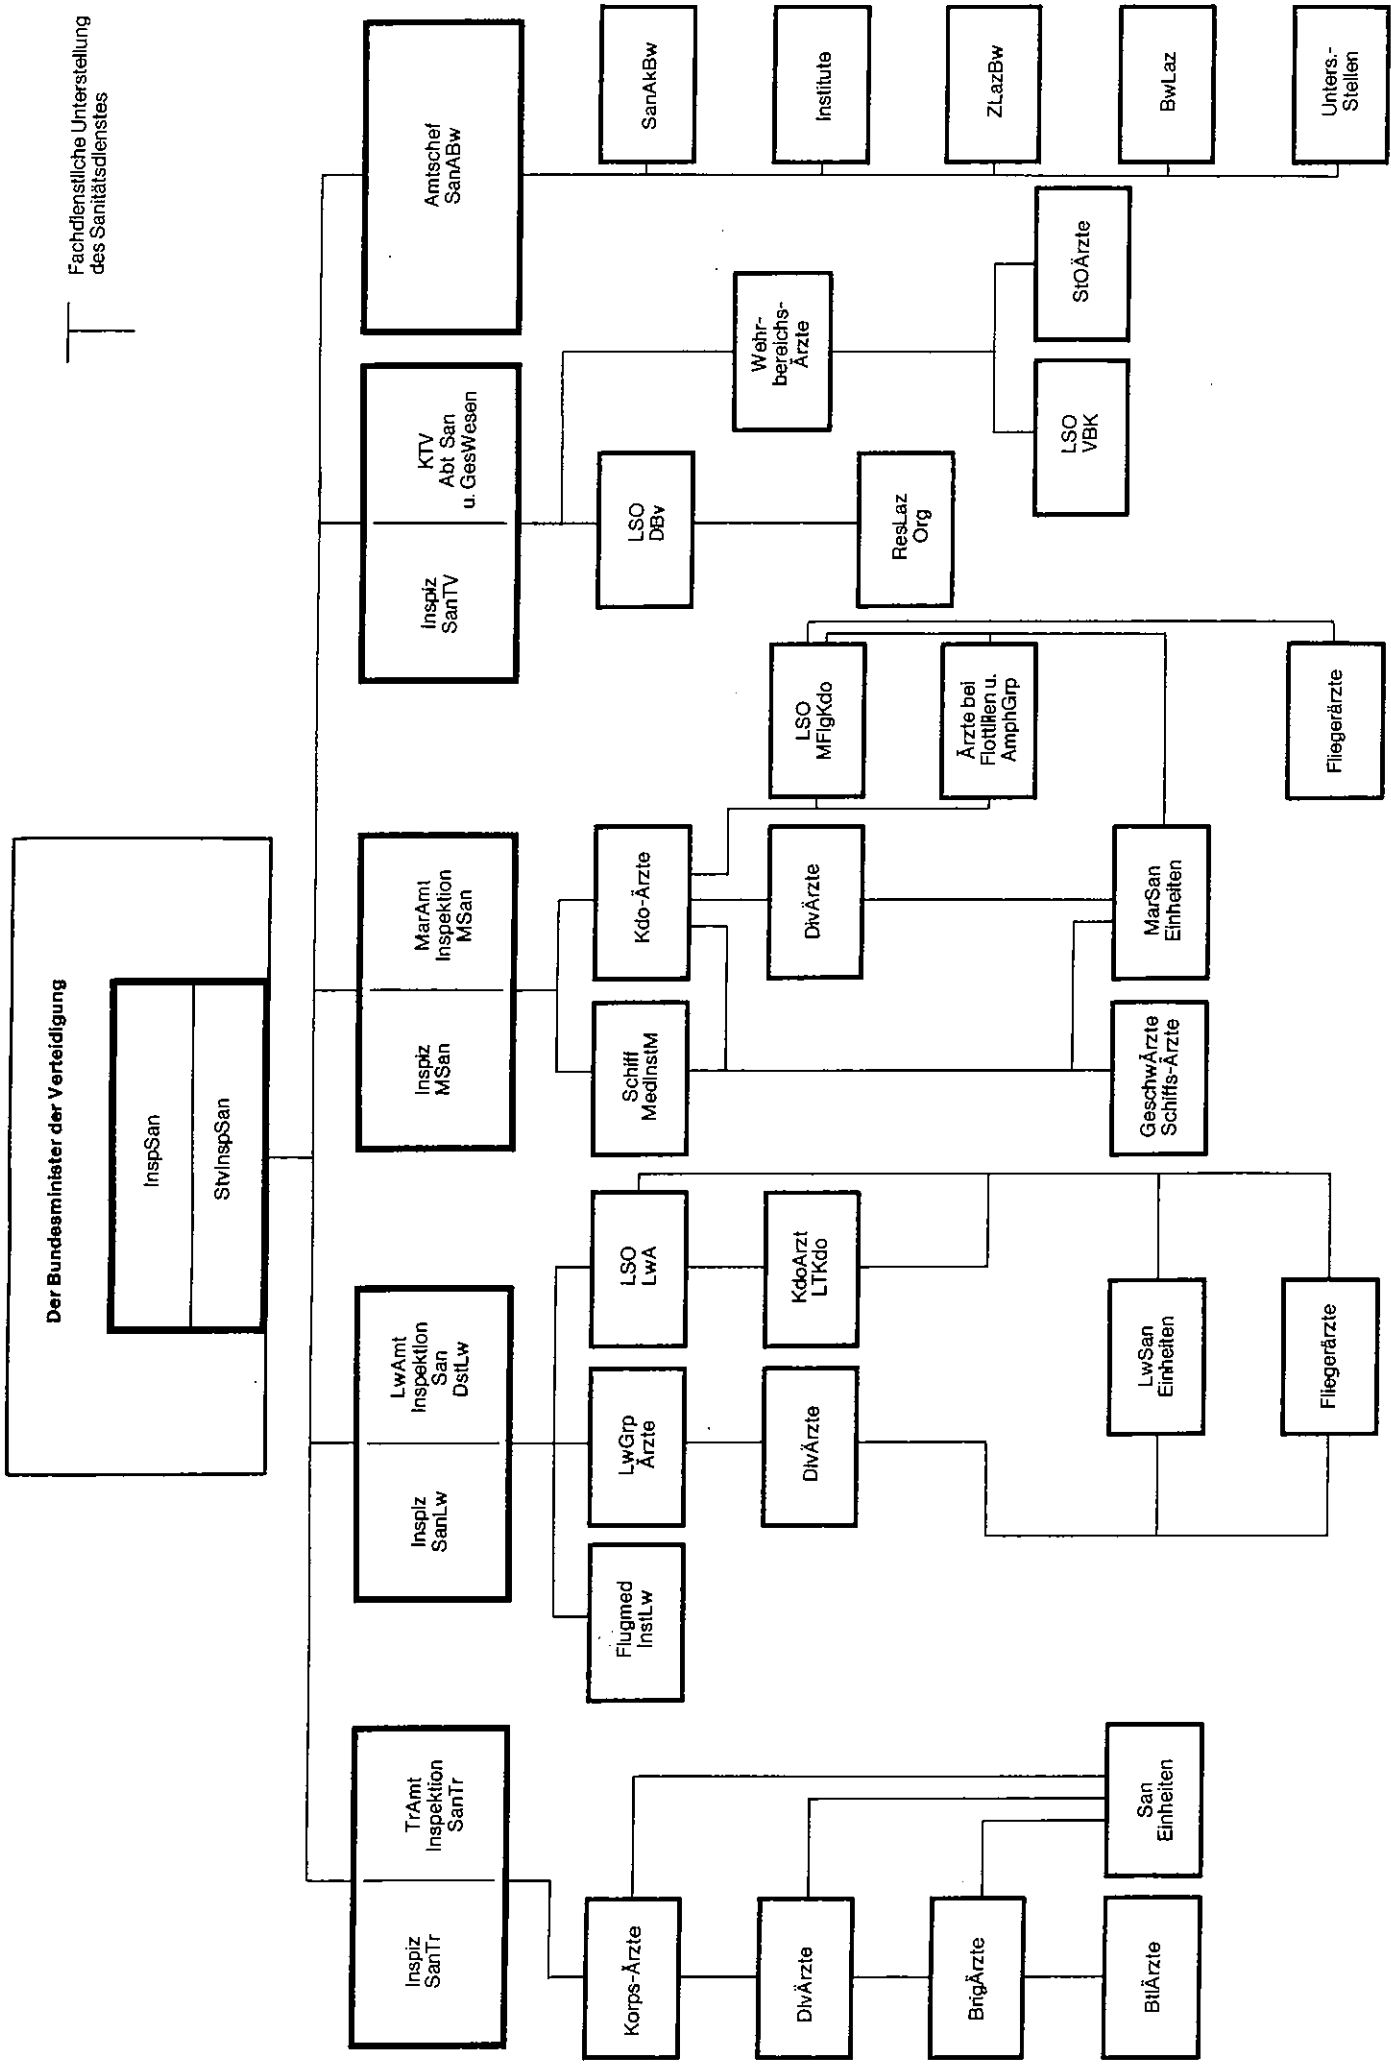 Fachdienstliche Unterstellung
des Sanitätsdienstes
Der Bundesminister der Verteidigung
InspSan
StvInspSan
Inspiz
SanTr
TrAmt
Inspektion
SanTr
Inspiz
SanLw
LwAmt
Inspektion
San
DstLw
Inspiz
MSan
MarAmt
Inspektion
MSan
Inspiz
SanTV
KTV
Abt San
u. GesWesen
Amtschef
SanABw
Korps-Ärzte
DivÄrzte
BrigÄrzte
BtlÄrzte
San
Einheiten
Flugmed
InstLw
LwGrp
Ärzte
LSO
LwA
DivÄrzte
KdoArzt
LTKdo
LwSan
Einheiten
Fliegerärzte
Schiff
MedInstM
Kdo-Ärzte
DivÄrzte
LSO
MFlgKdo
Ärzte bei
Flottillen u.
AmphGrp
GeschwÄrzte
Schiffs-Ärzte
MarSan
Einheiten
Fliegerärzte
LSO
DBv
ResLaz
Org
Wehr-
bereichs-
Ärzte
LSO
VBK
StOÄrzte
SanAkBw
Institute
ZLazBw
BwLaz
Unters.-
Stellen